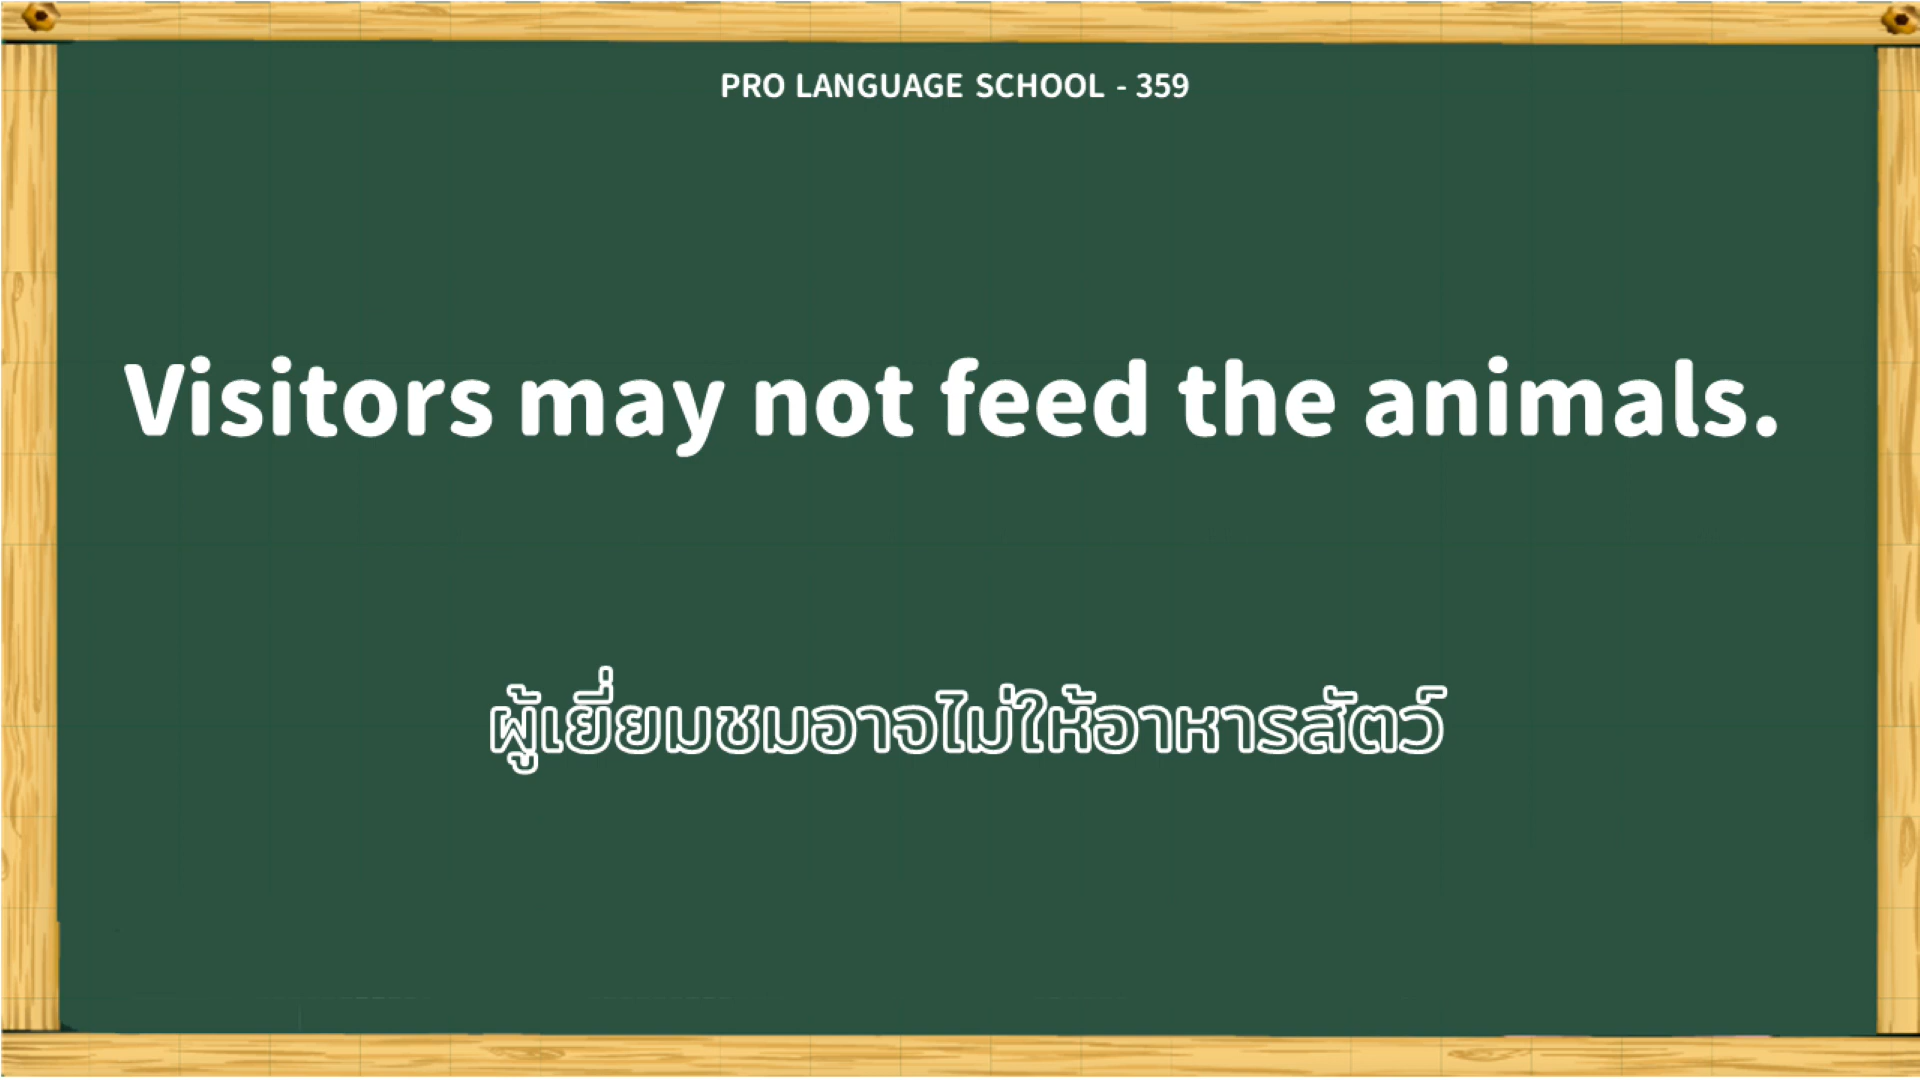 PRO LANGUAGE SCHOOL - 359
Visitors may not feed the animals.
ผู้เยี่ยมชมอาจไม่ให้อาหารสัตว์